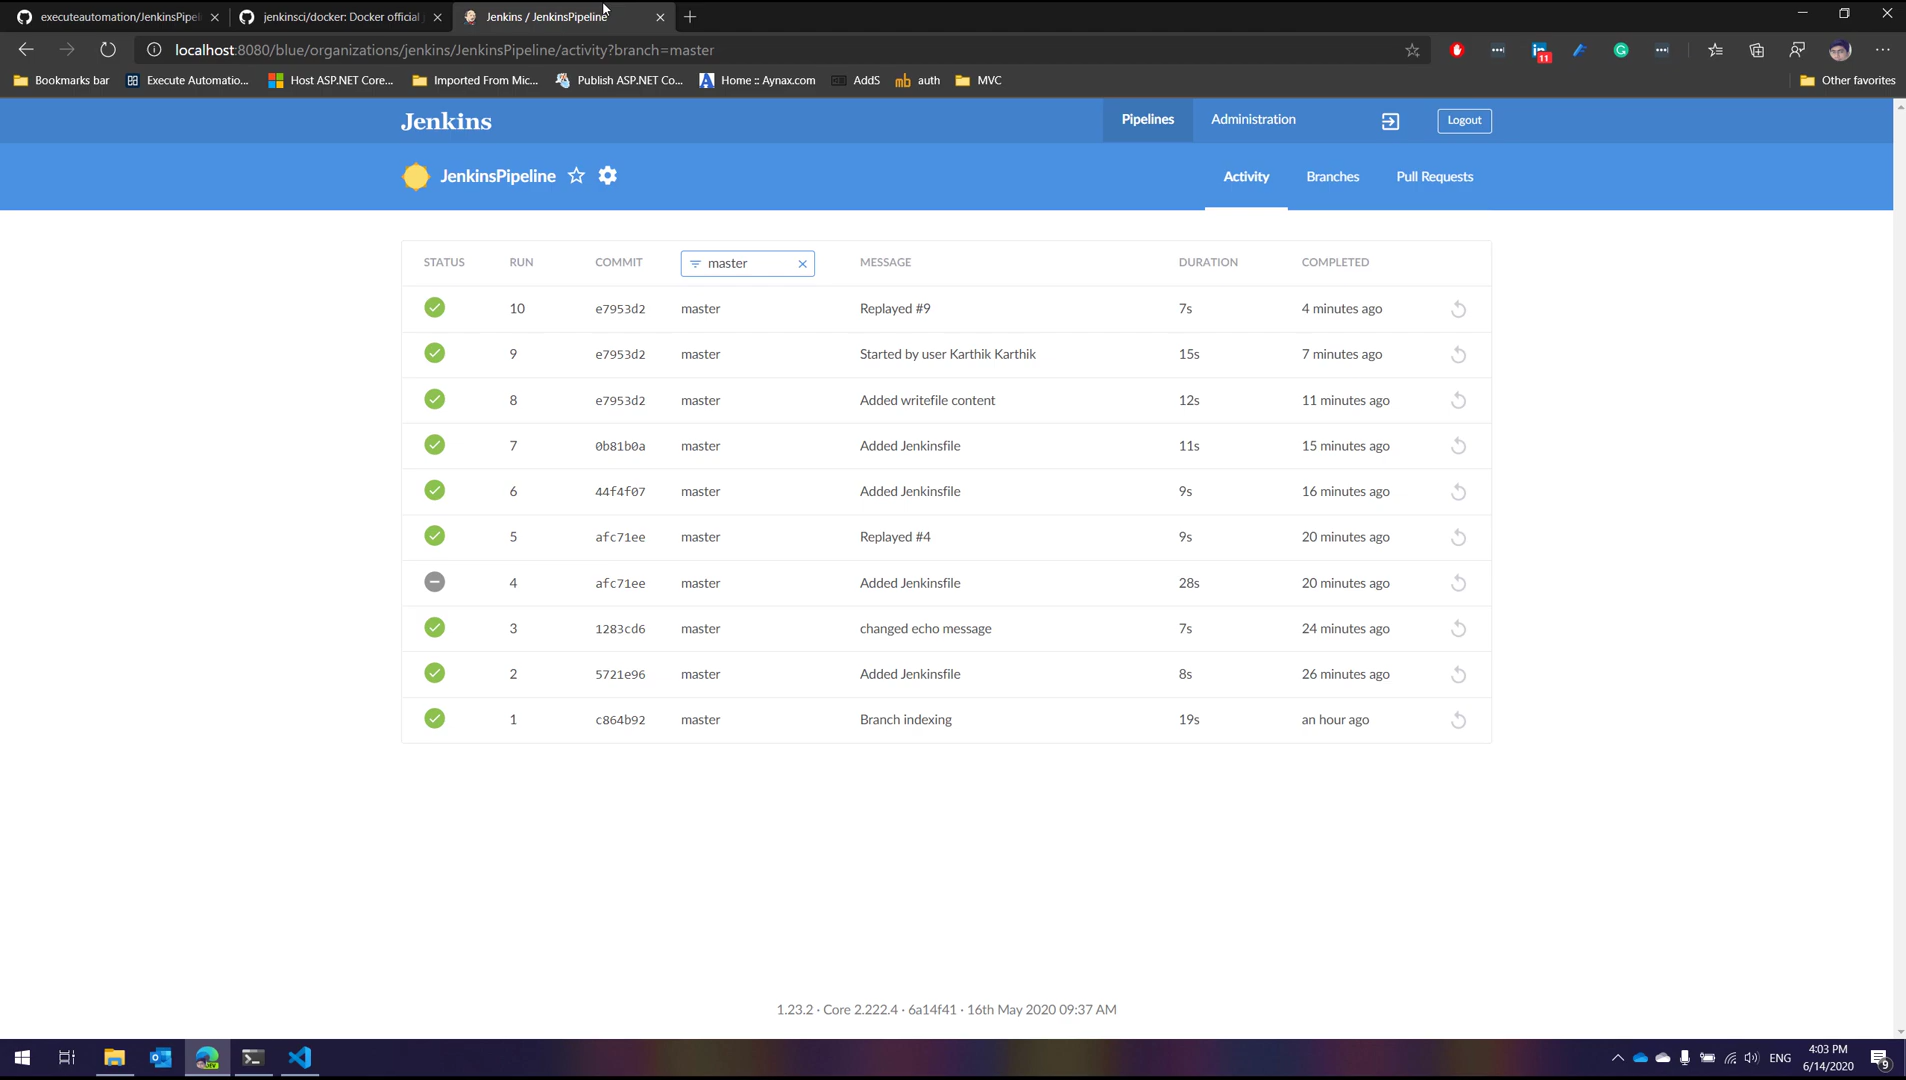 executeautomation/JenkinsPipel
jenkinsci/docker: Docker official
Jenkins / JenkinsPipeline
localhost:8080/blue/organizations/jenkins/JenkinsPipeline/activity?branch=master
11
Bookmarks bar
Execute Automatio...
Host ASP.NET Core...
Imported From Mic...
Publish ASP.NET Co...
Home :: Aynax.com
AddS
auth
MVC
Other favorites
Jenkins
Pipelines
Administration
Logout
JenkinsPipeline
Activity
Branches
Pull Requests
STATUS RUN COMMIT master MESSAGE DURATION COMPLETED
10 e7953d2 master Replayed #9 7s 4 minutes ago
9 e7953d2 master Started by user Karthik Karthik 15s 7 minutes ago
8 e7953d2 master Added writefile content 12s 11 minutes ago
7 0b81b0a master Added Jenkinsfile 11s 15 minutes ago
6 44f4f07 master Added Jenkinsfile 9s 16 minutes ago
5 afc71ee master Replayed #4 9s 20 minutes ago
4 afc71ee master Added Jenkinsfile 28s 20 minutes ago
3 1283cd6 master changed echo message 7s 24 minutes ago
2 5721e96 master Added Jenkinsfile 8s 26 minutes ago
1 c864b92 master Branch indexing 19s an hour ago
1.23.2 · Core 2.222.4 · 6a14f41 · 16th May 2020 09:37 AM
ENG
4:03 PM
6/14/2020
9